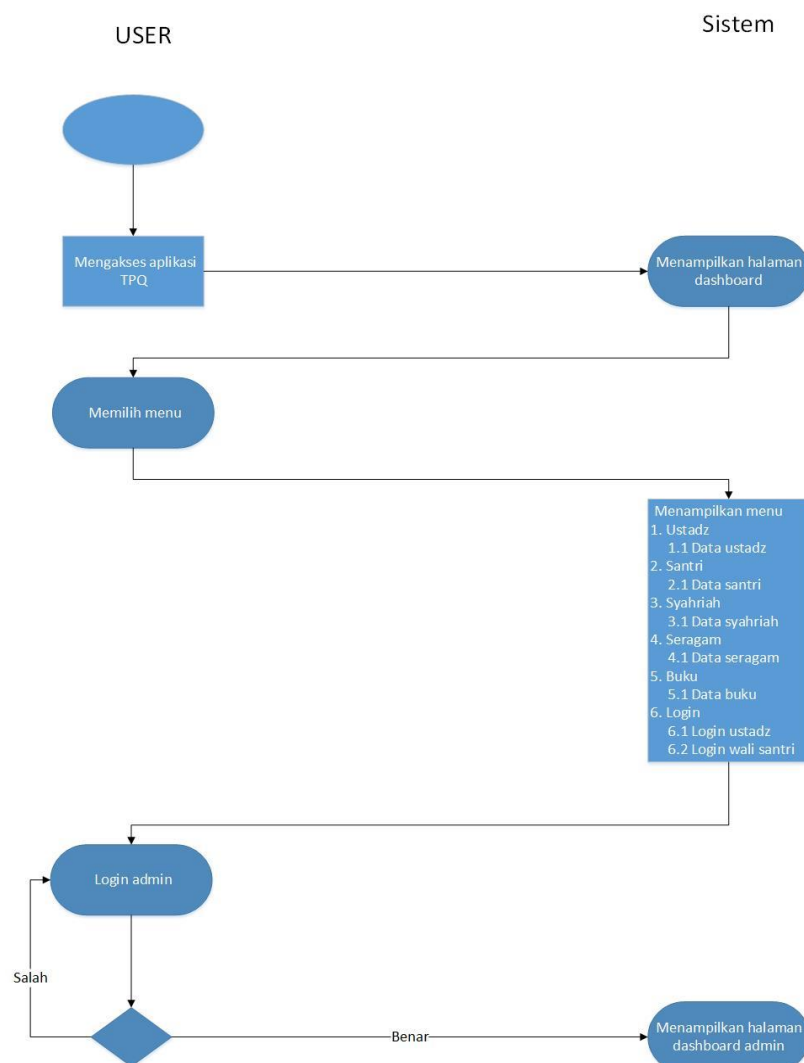 USER
Sistem
Mengakses aplikasi
TPQ
Menampilkan halaman
dashboard
Memilih menu
Menampilkan menu
1. Ustadz
1.1 Data ustadz
2. Santri
2.1 Data santri
3. Syahriah
3.1 Data syahriah
4. Seragam
4.1 Data seragam
5. Buku
5.1 Data buku
6. Login
6.1 Login ustadz
6.2 Login wali santri
Login admin
Salah
Benar
Menampilkan halaman
dashboard admin